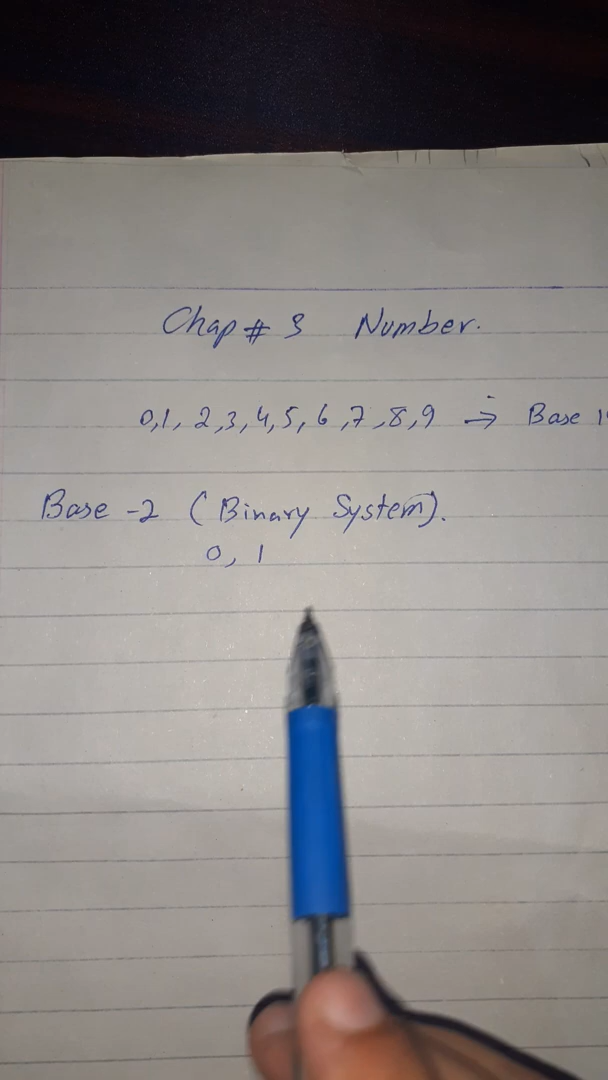 Chap # 3 Number.
0,1, 2,3, 4,5, 6,7,8,9 → Base
Base -2 (Binary System).
0, 1